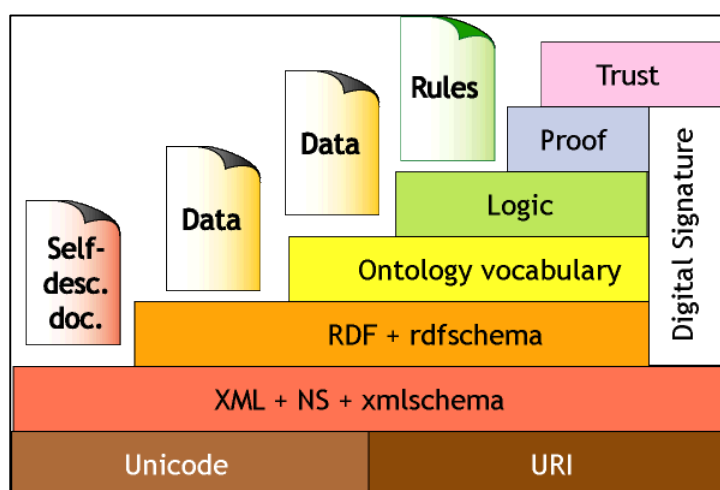 Trust
Rules
Proof
Data
Logic
Data
Self-
desc.
doc.
Ontology vocabulary
Digital Signature
RDF + rdfschema
XML + NS + xmlschema
Unicode
URI